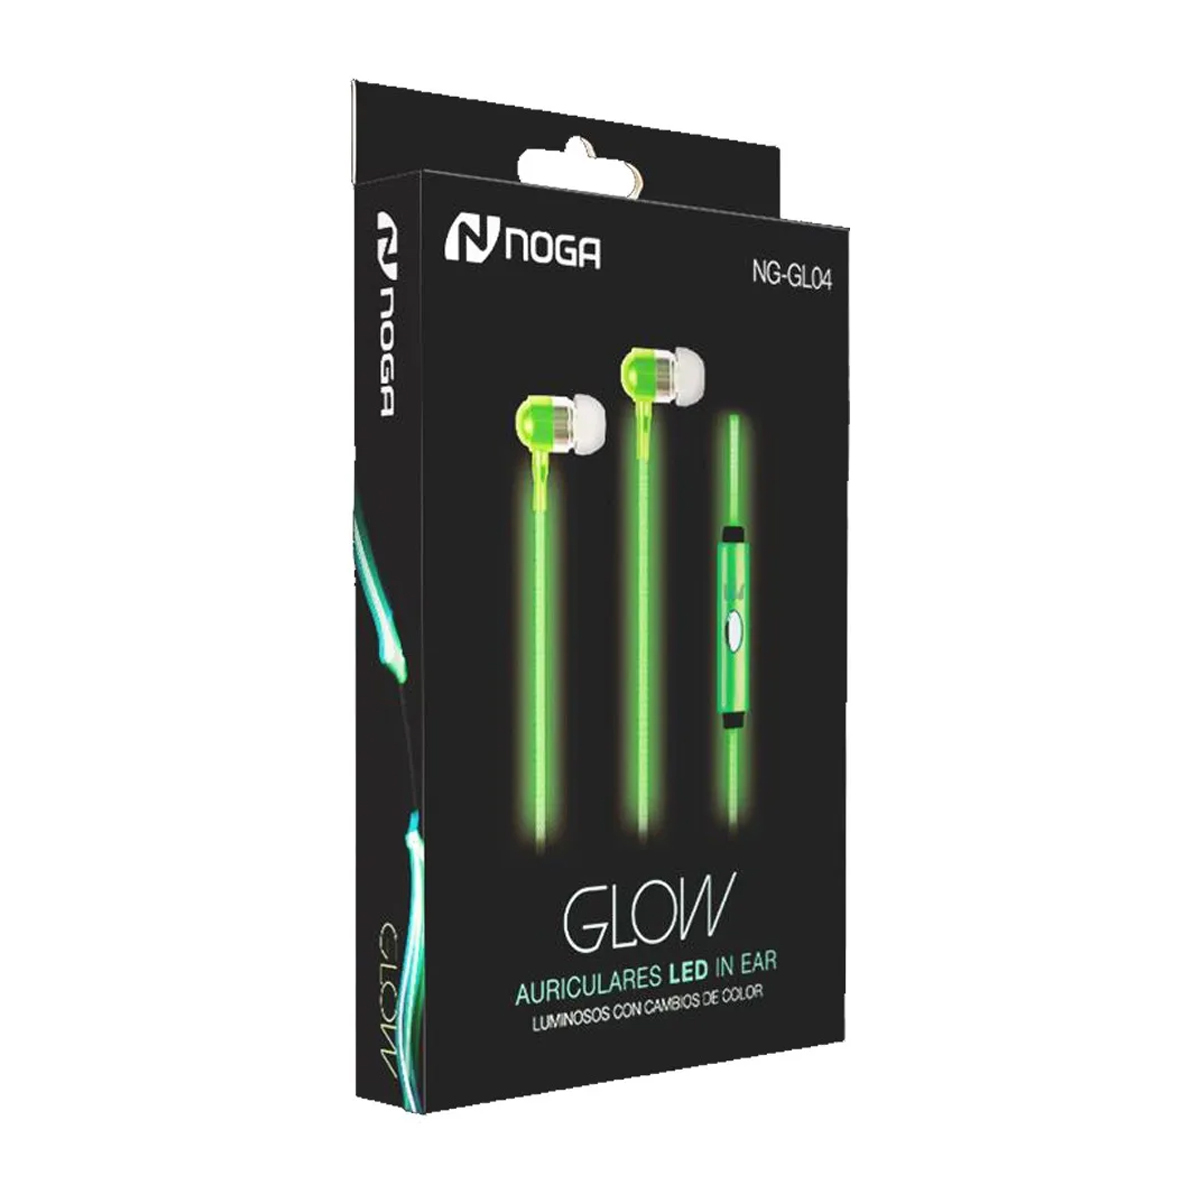 NOGA
NG-GL04
NOGA
GLOW
AURICULARES LED IN EAR
LUMINOSOS CON CAMBIOS DE COLOR
GLOW